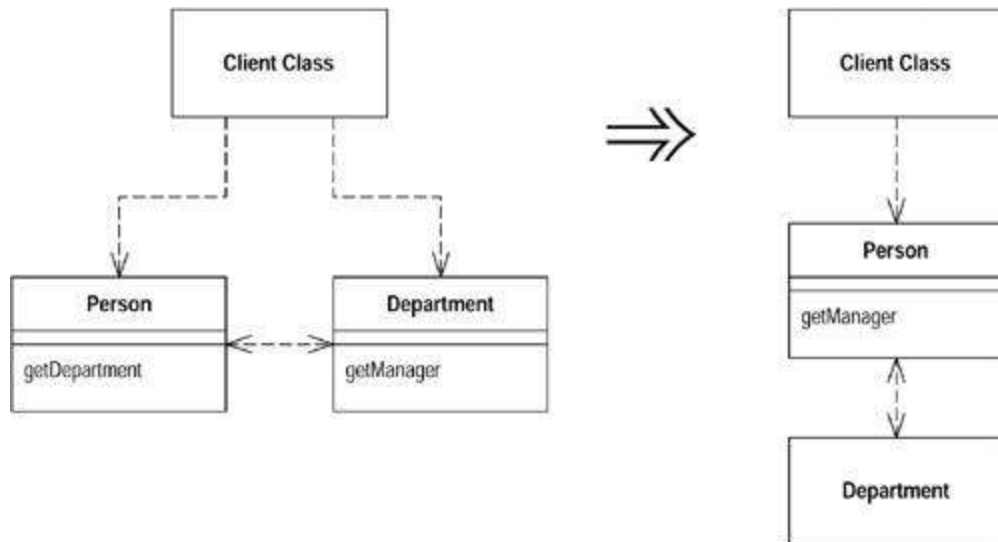 Client Class
Person
getDepartment
Department
getManager
Client Class
Person
getManager
Department